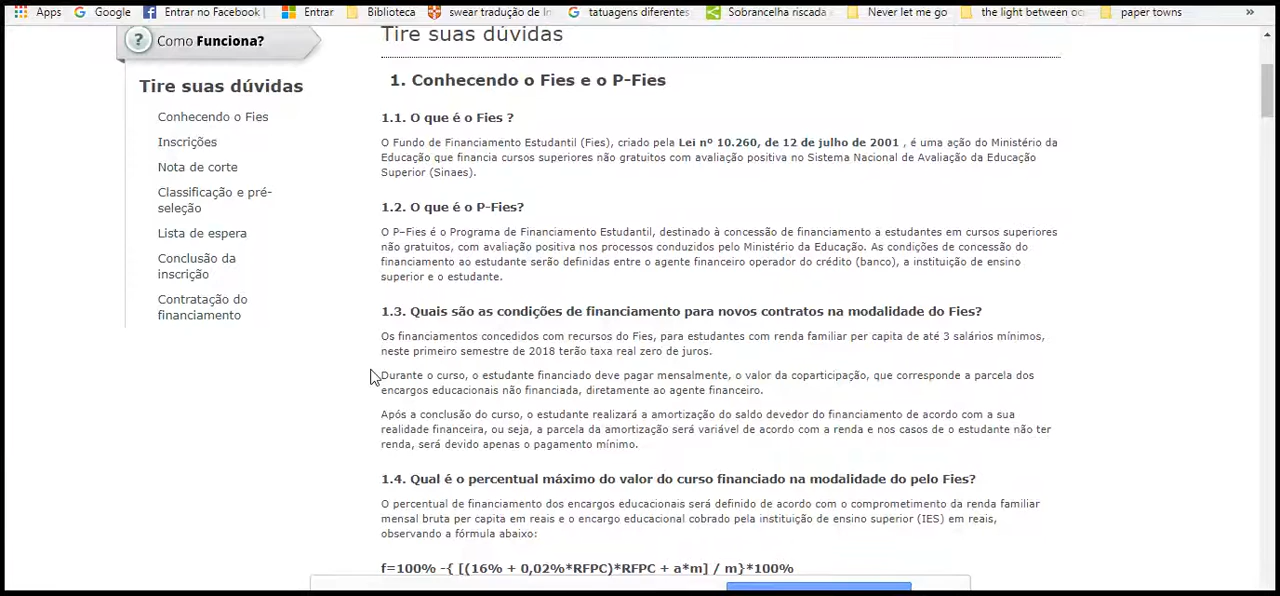 Apps Google Entrar no Facebook Entrar Biblioteca swear tradução de In tatuagens diferentes Sobrancelha riscada Never let me go the light between oc paper towns »
? Como Funciona?
Tire suas dúvidas
Conhecendo o Fies
Inscrições
Nota de corte
Classificação e pré-
seleção
Lista de espera
Conclusão da
inscrição
Contratação do
financiamento
Tire suas dúvidas
1. Conhecendo o Fies e o P-Fies
1.1. O que é o Fies ?
O Fundo de Financiamento Estudantil (Fies), criado pela Lei nº 10.260, de 12 de julho de 2001 , é uma ação do Ministério da
Educação que financia cursos superiores não gratuitos com avaliação positiva no Sistema Nacional de Avaliação da Educação
Superior (Sinaes).
1.2. O que é o P-Fies?
O P–Fies é o Programa de Financiamento Estudantil, destinado à concessão de financiamento a estudantes em cursos superiores
não gratuitos, com avaliação positiva nos processos conduzidos pelo Ministério da Educação. As condições de concessão do
financiamento ao estudante serão definidas entre o agente financeiro operador do crédito (banco), a instituição de ensino
superior e o estudante.
1.3. Quais são as condições de financiamento para novos contratos na modalidade do Fies?
Os financiamentos concedidos com recursos do Fies, para estudantes com renda familiar per capita de até 3 salários mínimos,
neste primeiro semestre de 2018 terão taxa real zero de juros.
Durante o curso, o estudante financiado deve pagar mensalmente, o valor da coparticipação, que corresponde a parcela dos
encargos educacionais não financiada, diretamente ao agente financeiro.
Após a conclusão do curso, o estudante realizará a amortização do saldo devedor do financiamento de acordo com a sua
realidade financeira, ou seja, a parcela da amortização será variável de acordo com a renda e nos casos de o estudante não ter
renda, será devido apenas o pagamento mínimo.
1.4. Qual é o percentual máximo do valor do curso financiado na modalidade do pelo Fies?
O percentual de financiamento dos encargos educacionais será definido de acordo com o comprometimento da renda familiar
mensal bruta per capita em reais e o encargo educacional cobrado pela instituição de ensino superior (IES) em reais,
observando a fórmula abaixo:
f=100% -{ [(16% + 0,02%*RFPC)*RFPC + a*m] / m}*100%